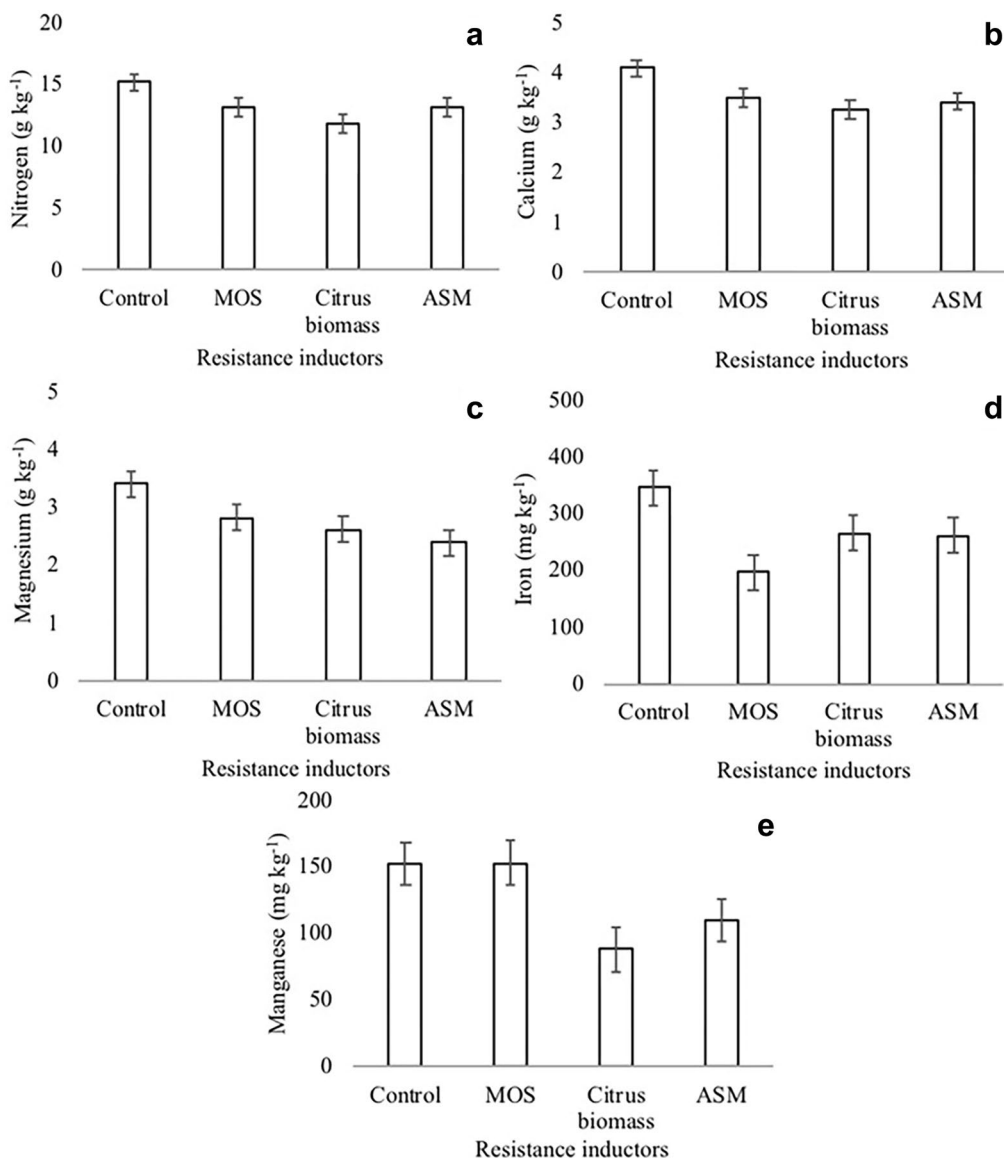 a
Nitrogen (g kg⁻¹)
20
15
10
5
0
Control MOS Citrus biomass ASM
Resistance inductors
b
Calcium (g kg⁻¹)
5
4
3
2
1
0
Control MOS Citrus biomass ASM
Resistance inductors
c
Magnesium (g kg⁻¹)
5
4
3
2
1
0
Control MOS Citrus biomass ASM
Resistance inductors
d
Iron (mg kg⁻¹)
500
400
300
200
100
0
Control MOS Citrus biomass ASM
Resistance inductors
e
Manganese (mg kg⁻¹)
200
150
100
50
0
Control MOS Citrus biomass ASM
Resistance inductors